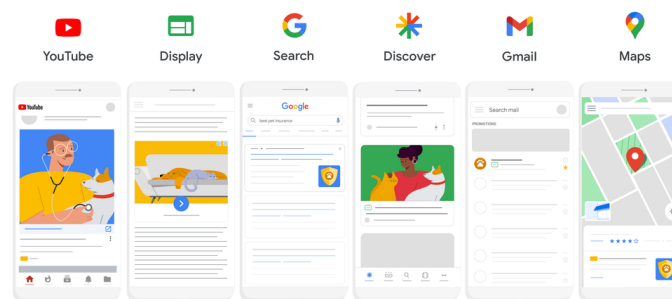 YouTube
Display
Search
Discover
Gmail
Maps
YouTube
Google
best pet insurance
Search mail
PROMOTIONS